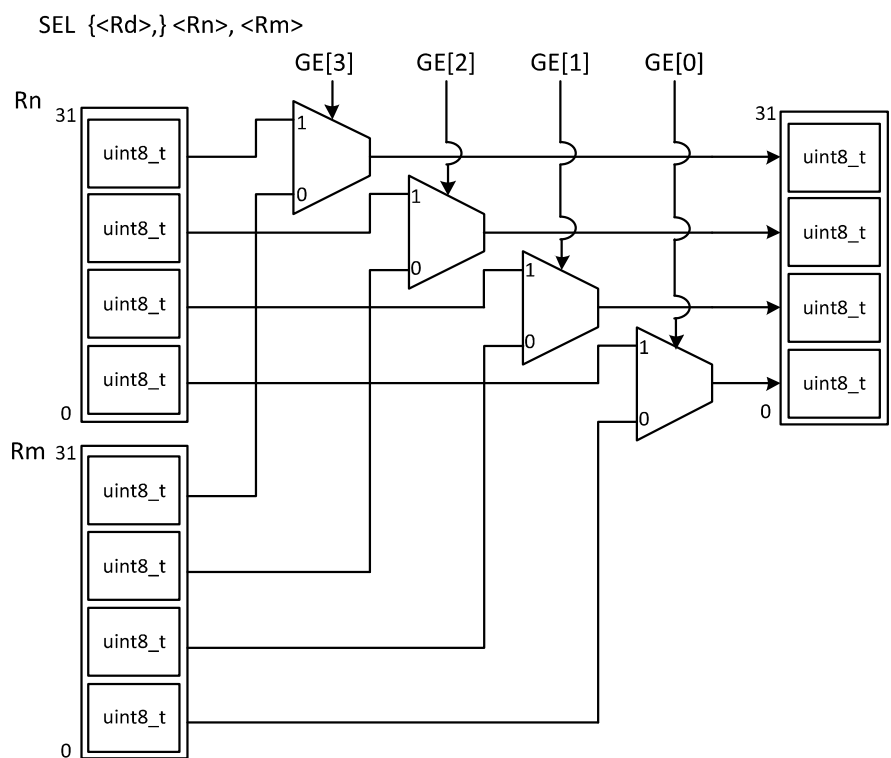 SEL {<Rd>,} <Rn>, <Rm>
GE[3] GE[2] GE[1] GE[0]
Rn
31
31
uint8_t
1
uint8_t
0
uint8_t
1
uint8_t
0
uint8_t
1
uint8_t
0
uint8_t
1
uint8_t
0
0
0
Rm
31
uint8_t
uint8_t
uint8_t
uint8_t
0